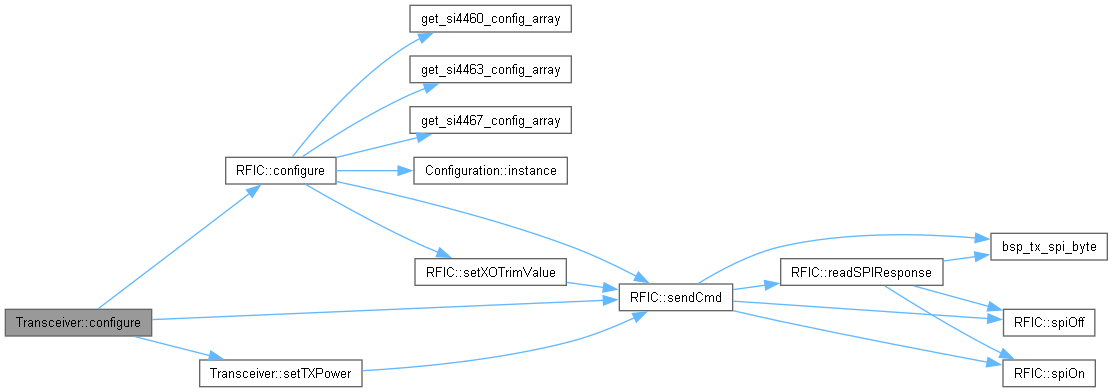 get_si4460_config_array
get_si4463_config_array
get_si4467_config_array
RFIC::configure
Configuration::instance
bsp_tx_spi_byte
RFIC::setXOTrimValue
RFIC::readSPIResponse
RFIC::sendCmd
Transceiver::configure
RFIC::spiOff
Transceiver::setTXPower
RFIC::spiOn